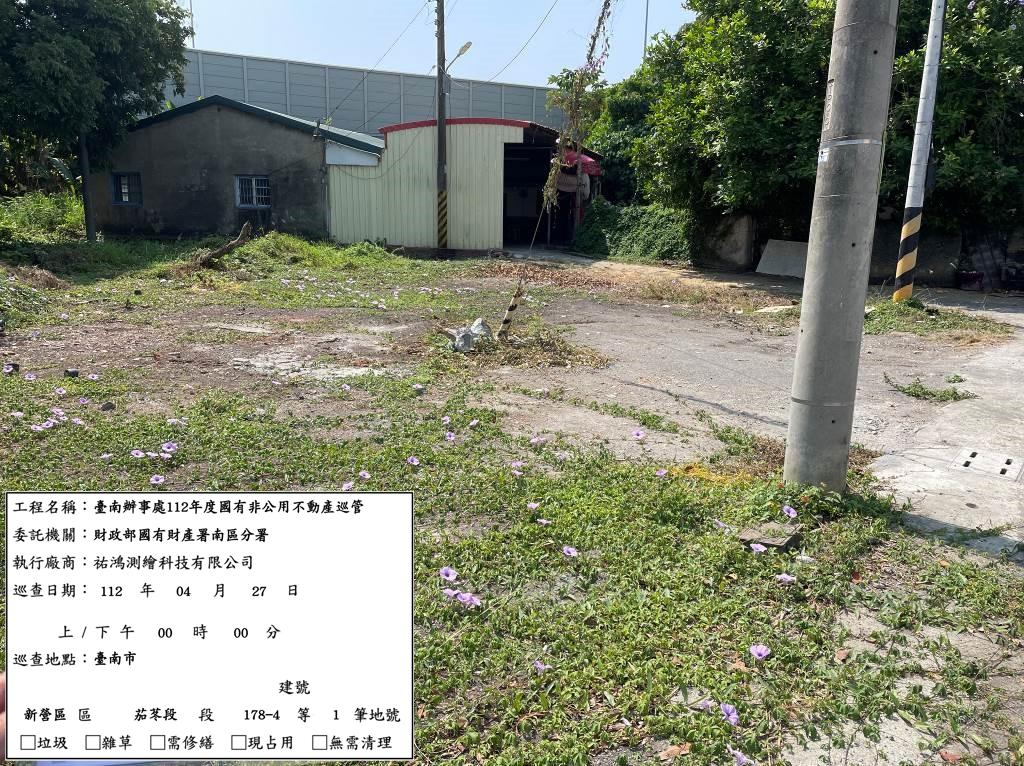 工程名稱：臺南辦事處112年度國有非公用不動產巡管
委託機關：財政部國有財產署南區分署
執行廠商：祐鴻測繪科技有限公司
巡查日期：112 年 04 月 27 日
上/下午 00 時 00 分
巡查地點：臺南市
建號
新營區 區 茄苳段 段 178-4 等 1 筆地號
□垃圾 □雜草 □需修繕 □現占用 □無需清理